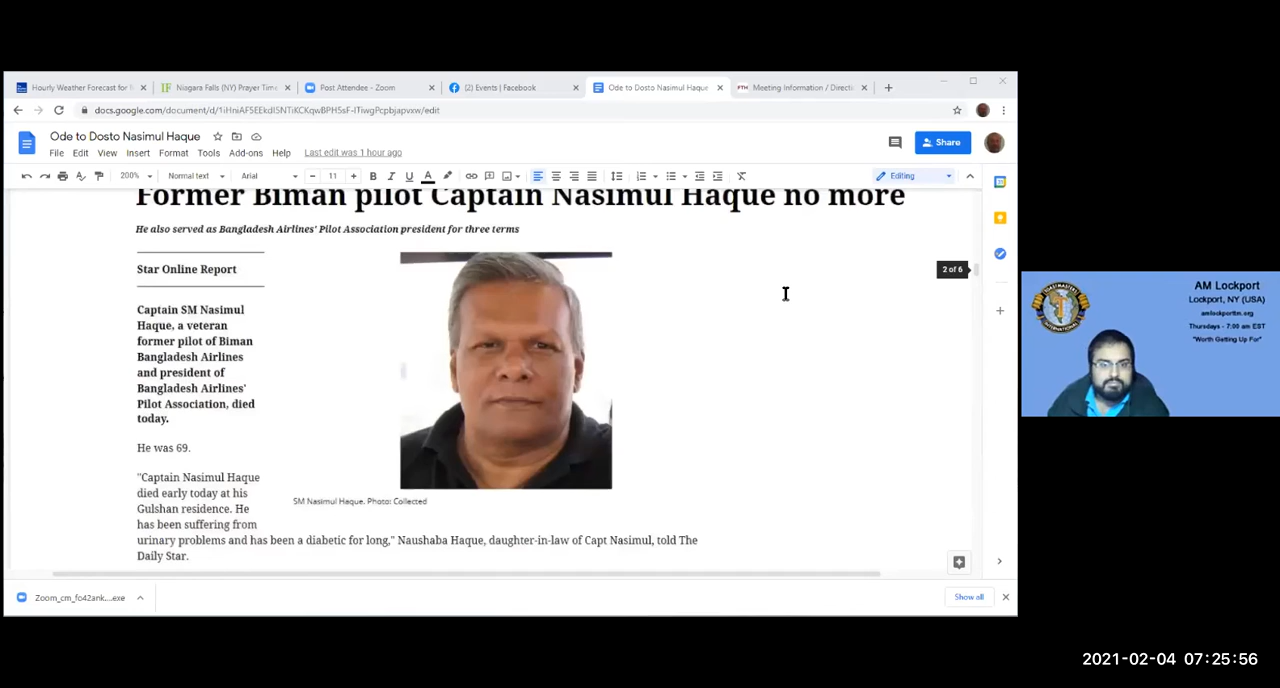 Hourly Weather Forecast for N
Niagara Falls (NY) Prayer Time
Post Attendee - Zoom
(2) Events | Facebook
Ode to Dosto Nasimul Haque
Meeting Information / Directi
docs.google.com/document/d/1iHniAF5EEkdI5NTiKCKqwBPH5sF-ITiwgPcpbjapvxw/edit
Ode to Dosto Nasimul Haque
File Edit View Insert Format Tools Add-ons Help Last edit was 1 hour ago
Share
200% Normal text Arial 11 B I U A Editing
Former Biman pilot Captain Nasimul Haque no more
He also served as Bangladesh Airlines' Pilot Association president for three terms
Star Online Report
2 of 6
Captain SM Nasimul
Haque, a veteran
former pilot of Biman
Bangladesh Airlines
and president of
Bangladesh Airlines'
Pilot Association, died
today.
He was 69.
"Captain Nasimul Haque
died early today at his
Gulshan residence. He
has been suffering from
urinary problems and has been a diabetic for long," Naushaba Haque, daughter-in-law of Capt Nasimul, told The
Daily Star.
SM Nasimul Haque. Photo: Collected
Zoom_cm_fo42ank....exe
Show all
TOASTMASTERS
INTERNATIONAL
AM Lockport
Lockport, NY (USA)
amlockporttm.org
Thursdays - 7:00 am EST
"Worth Getting Up For"
2021-02-04 07:25:56